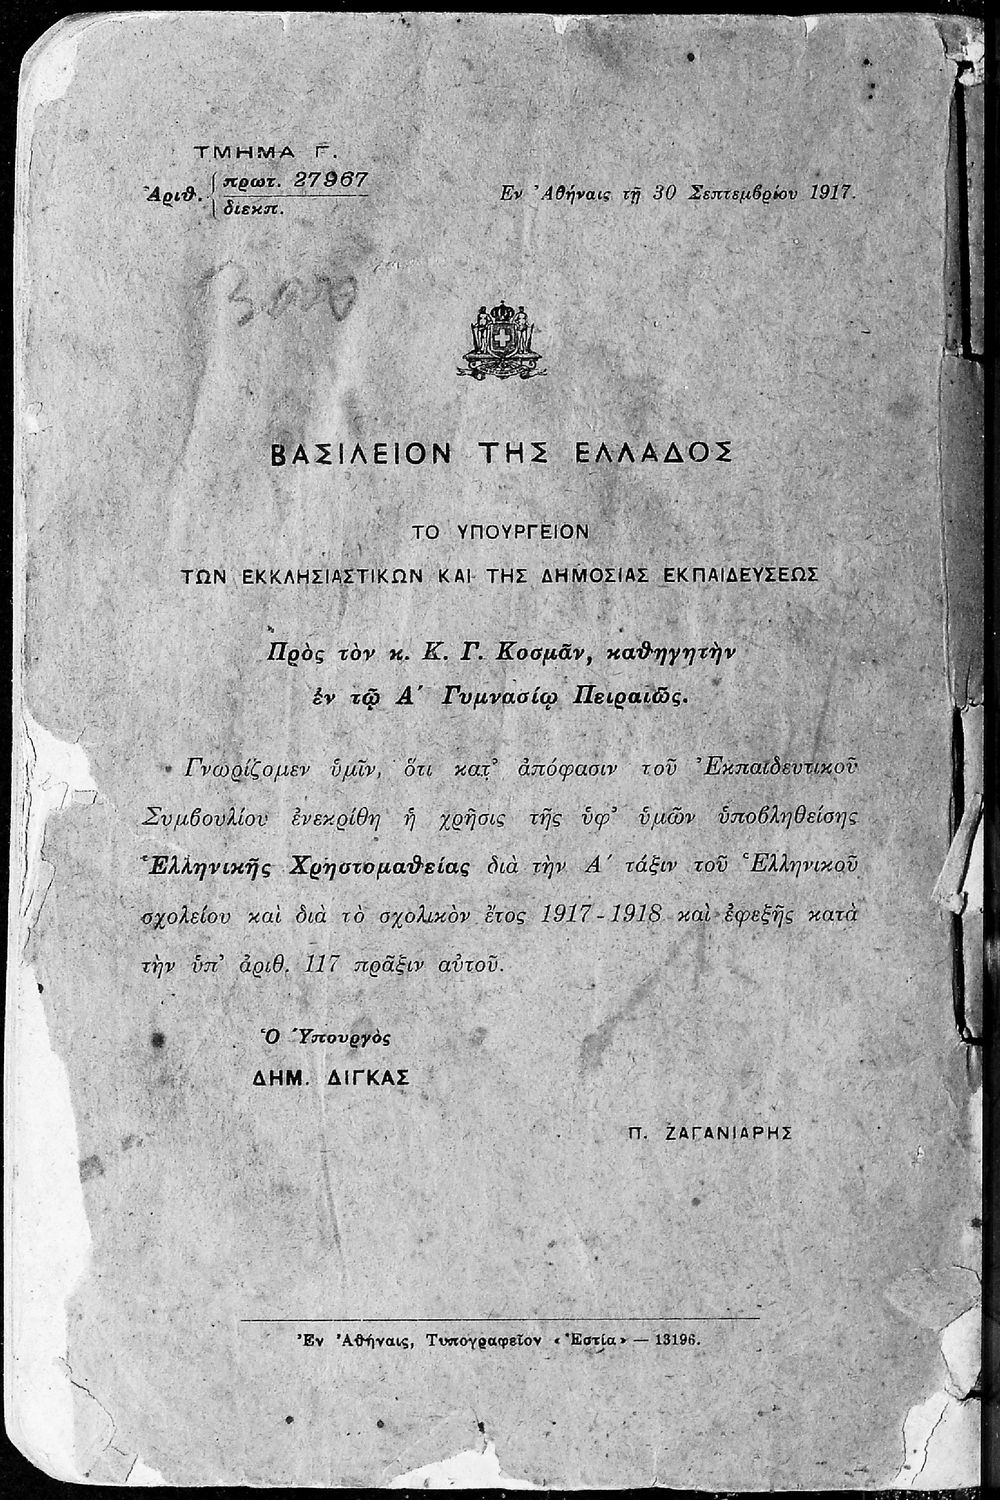 ΤΜΗΜΑ Γ.
Ἀριθ. πρωτ. 27967
διεκπ.
Εν Ἀθήναις τῇ 30 Σεπτεμβρίου 1917.
ΒΑΣΙΛΕΙΟΝ ΤΗΣ ΕΛΛΑΔΟΣ
ΤΟ ΥΠΟΥΡΓΕΙΟΝ
ΤΩΝ ΕΚΚΛΗΣΙΑΣΤΙΚΩΝ ΚΑΙ ΤΗΣ ΔΗΜΟΣΙΑΣ ΕΚΠΑΙΔΕΥΣΕΩΣ
Πρὸς τὸν κ. Κ. Γ. Κοσμᾶν, καθηγητὴν
ἐν τῷ Α΄ Γυμνασίῳ Πειραιῶς.
Γνωρίζομεν ὑμῖν, ὅτι κατ' ἀπόφασιν τοῦ Ἐκπαιδευτικοῦ
Συμβουλίου ἐνεκρίθη ἡ χρῆσις τῆς ὑφ' ὑμῶν ὑποβληθείσης
Ἑλληνικῆς Χρηστομαθείας διὰ τὴν Α΄ τάξιν τοῦ Ἑλληνικοῦ
σχολείου καὶ διὰ τὸ σχολικὸν ἔτος 1917-1918 καὶ ἐφεξῆς κατὰ
τὴν ὑπ' ἀριθ. 117 πρᾶξιν αὐτοῦ.
Ὁ Ὑπουργὸς
ΔΗΜ. ΔΙΓΚΑΣ
Π. ΖΑΓΑΝΙΑΡΗΣ
Ἐν Ἀθήναις, Τυπογραφεῖον «Ἑστία» — 13196.